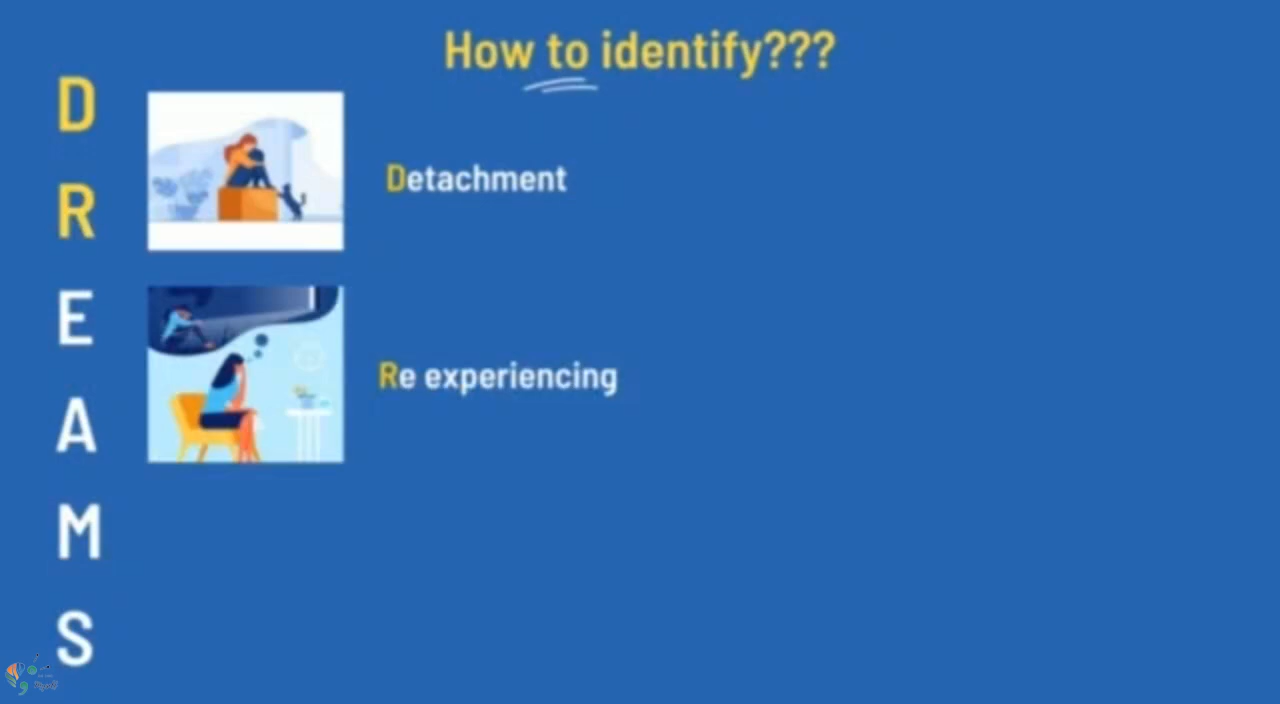 How to identify???
D
R
E
A
M
S
Detachment
Re experiencing